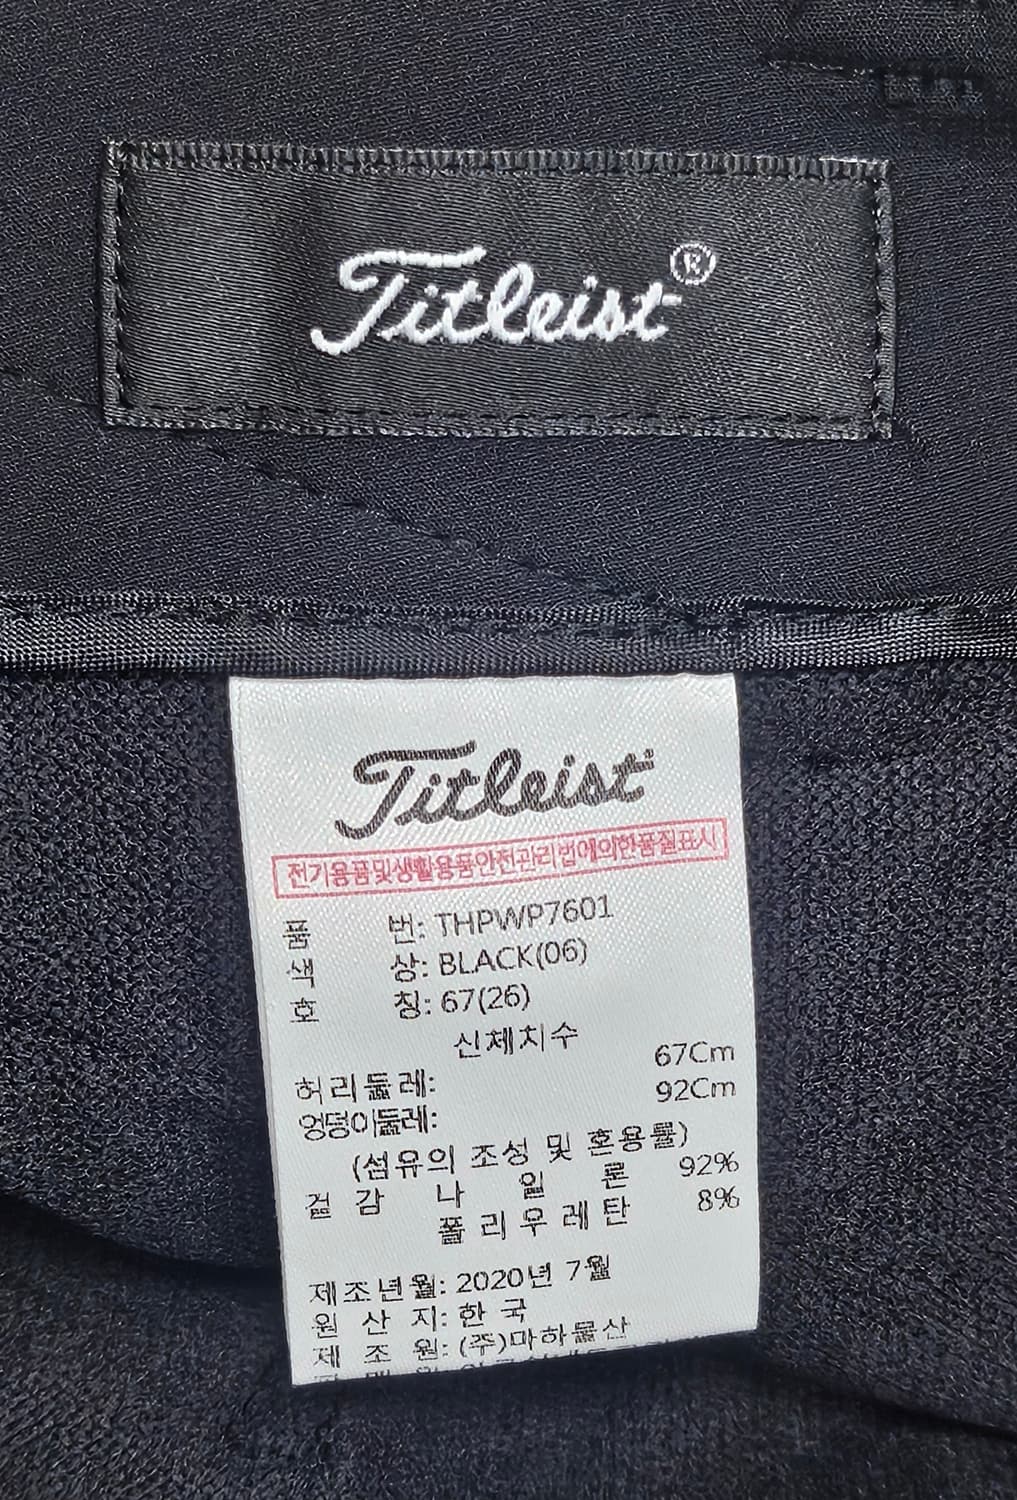 Titleist®
Titleist®
전기용품및생활용품안전관리법에의한품질표시
품 번: THPWP7601
색 상: BLACK(06)
호 칭: 67(26)
신체치수
허리둘레: 67Cm
엉덩이둘레: 92Cm
(섬유의 조성 및 혼용률)
겉감 나일론 92%
폴리우레탄 8%
제조년월: 2020년 7월
원산지: 한국
제조원: (주)마하물산